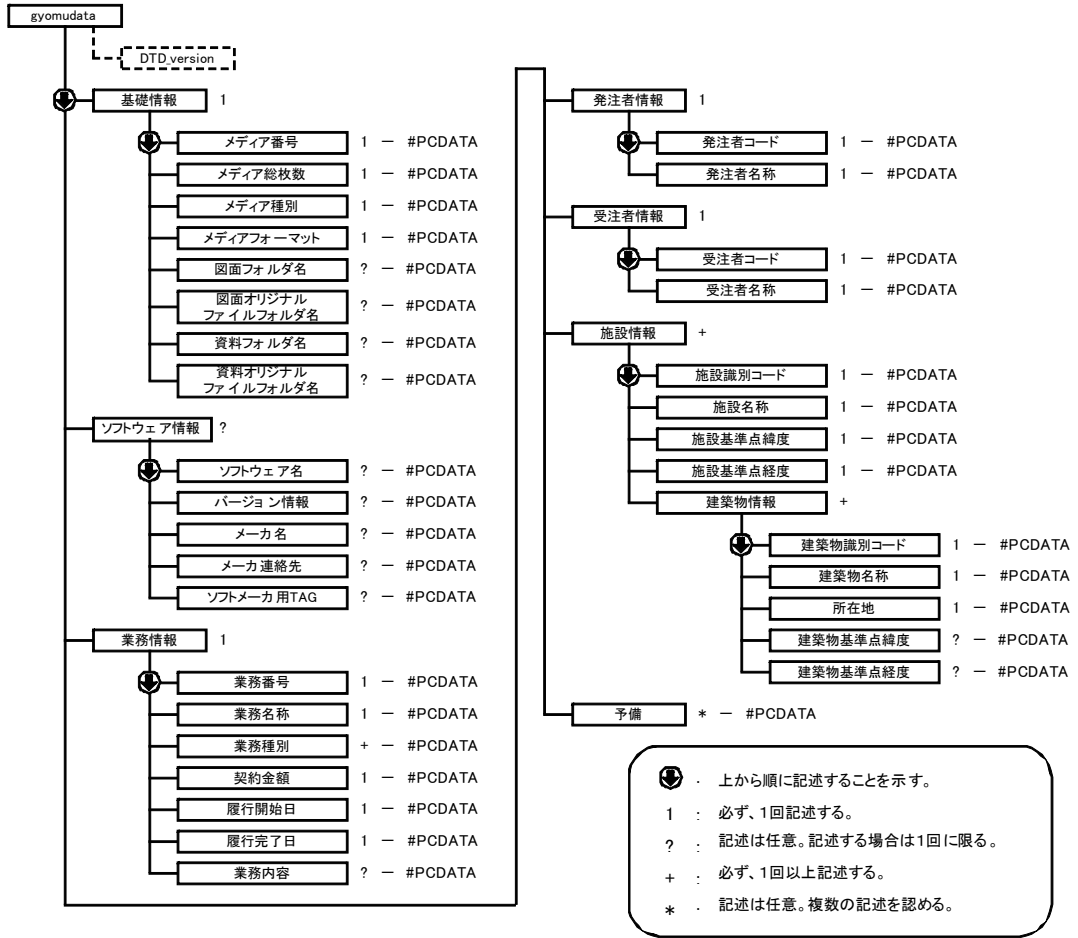 gyomudata
DTD_version
基礎情報 1
メディア番号 1 － #PCDATA
メディア総枚数 1 － #PCDATA
メディア種別 1 － #PCDATA
メディアフォーマット 1 － #PCDATA
図面フォルダ名 ? － #PCDATA
図面オリジナル
ファイルフォルダ名 ? － #PCDATA
資料フォルダ名 ? － #PCDATA
資料オリジナル
ファイルフォルダ名 ? － #PCDATA
ソフトウェア情報 ?
ソフトウェア名 ? － #PCDATA
バージョン情報 ? － #PCDATA
メーカ名 ? － #PCDATA
メーカ連絡先 ? － #PCDATA
ソフトメーカ用TAG ? － #PCDATA
業務情報 1
業務番号 1 － #PCDATA
業務名称 1 － #PCDATA
業務種別 + － #PCDATA
契約金額 1 － #PCDATA
履行開始日 1 － #PCDATA
履行完了日 1 － #PCDATA
業務内容 ? － #PCDATA
発注者情報 1
発注者コード 1 － #PCDATA
発注者名称 1 － #PCDATA
受注者情報 1
受注者コード 1 － #PCDATA
受注者名称 1 － #PCDATA
施設情報 +
施設識別コード 1 － #PCDATA
施設名称 1 － #PCDATA
施設基準点緯度 1 － #PCDATA
施設基準点経度 1 － #PCDATA
建築物情報 +
建築物識別コード 1 － #PCDATA
建築物名称 1 － #PCDATA
所在地 1 － #PCDATA
建築物基準点緯度 ? － #PCDATA
建築物基準点経度 ? － #PCDATA
予備 * － #PCDATA
: 上から順に記述することを示す。
1 : 必ず、1回記述する。
? : 記述は任意。記述する場合は1回に限る。
+ : 必ず、1回以上記述する。
* : 記述は任意。複数の記述を認める。